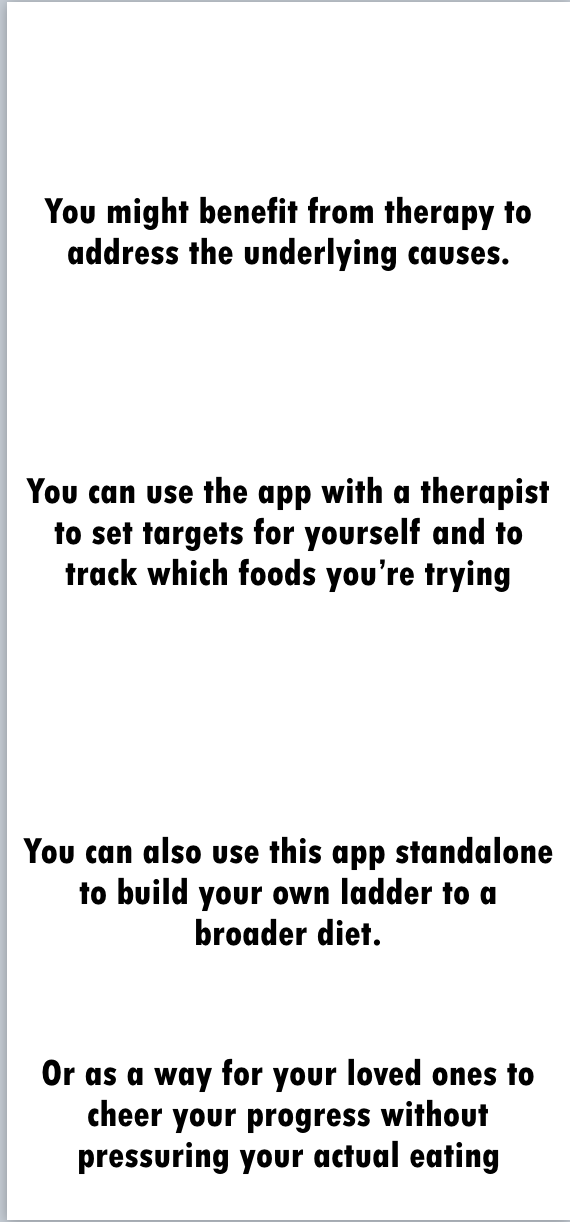 You might benefit from therapy to
address the underlying causes.
You can use the app with a therapist
to set targets for yourself and to
track which foods you’re trying
You can also use this app standalone
to build your own ladder to a
broader diet.
Or as a way for your loved ones to
cheer your progress without
pressuring your actual eating